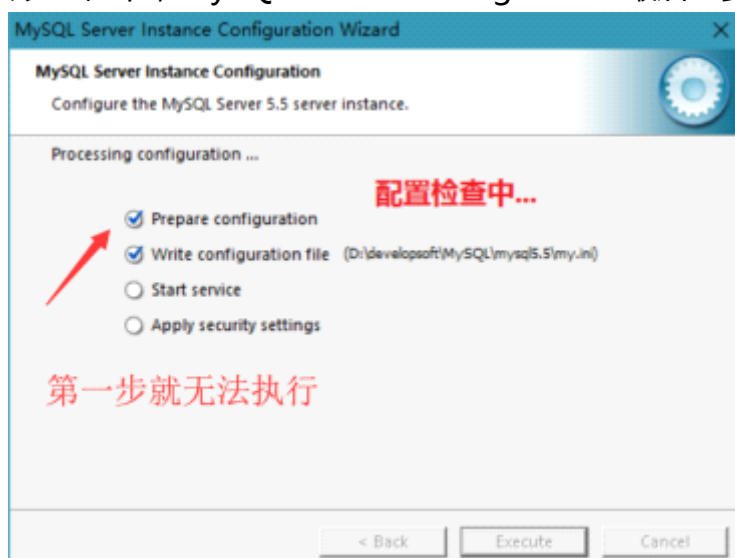 MySQL Server Instance Configuration Wizard
MySQL Server Instance Configuration
Configure the MySQL Server 5.5 server instance.
Processing configuration ...
配置检查中...
Prepare configuration
Write configuration file (D:\developsoft\MySQL\mysql5.5\my.ini)
Start service
Apply security settings
第一步就无法执行
< Back Execute Cancel